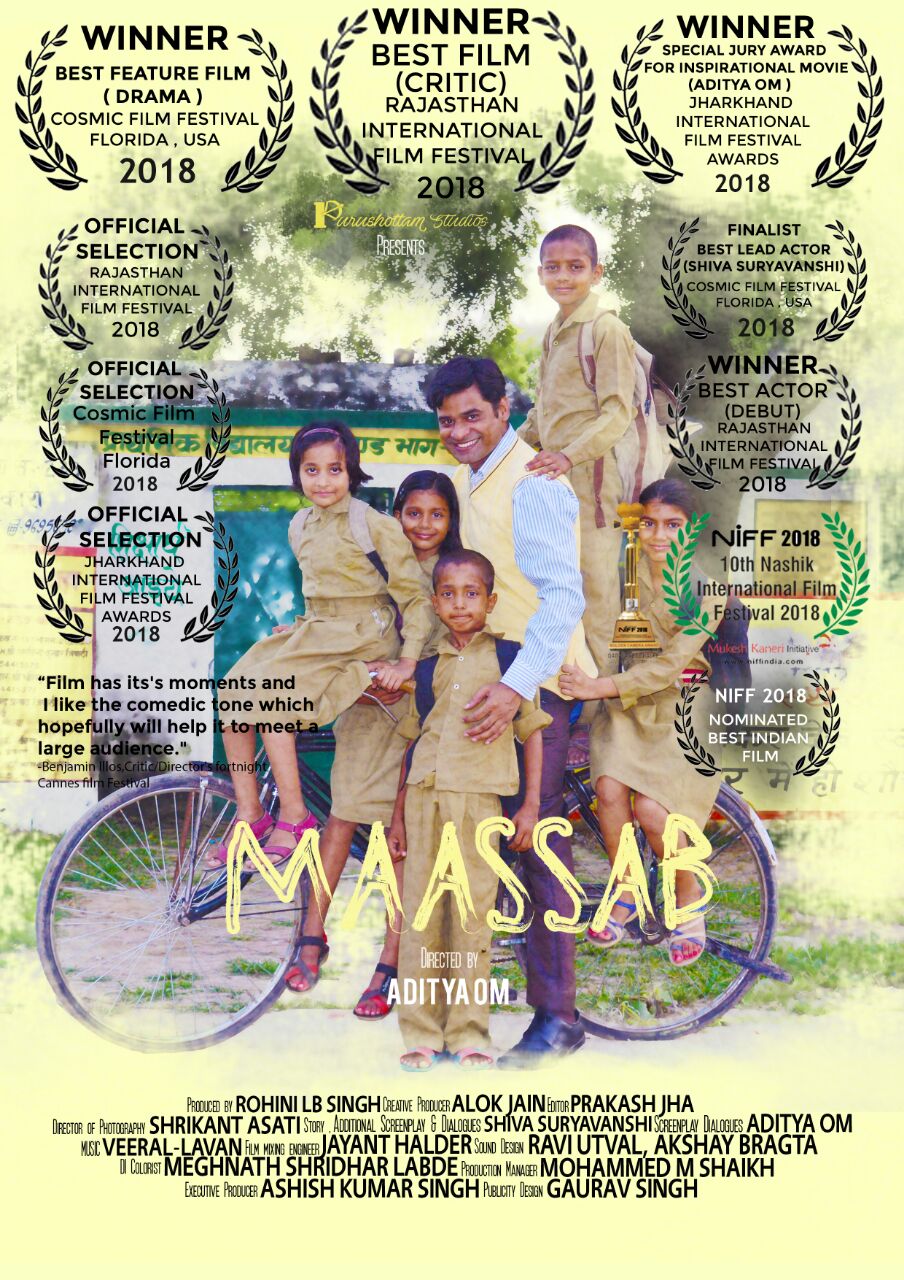 WINNER
BEST FEATURE FILM
( DRAMA )
COSMIC FILM FESTIVAL
FLORIDA , USA
2018
WINNER
BEST FILM
(CRITIC)
RAJASTHAN
INTERNATIONAL
FILM FESTIVAL
2018
WINNER
SPECIAL JURY AWARD
FOR INSPIRATIONAL MOVIE
(ADITYA OM )
JHARKHAND
INTERNATIONAL
FILM FESTIVAL
AWARDS
2018
Purushottam Studios
PRESENTS
OFFICIAL
SELECTION
RAJASTHAN
INTERNATIONAL
FILM FESTIVAL
2018
FINALIST
BEST LEAD ACTOR
(SHIVA SURYAVANSHI)
COSMIC FILM FESTIVAL
FLORIDA , USA
2018
OFFICIAL
SELECTION
Cosmic Film
Festival
Florida
2018
WINNER
BEST ACTOR
(DEBUT)
RAJASTHAN
INTERNATIONAL
FILM FESTIVAL
2018
भाग
OFFICIAL
SELECTION
JHARKHAND
INTERNATIONAL
FILM FESTIVAL
AWARDS
2018
NIFF 2018
10th Nashik
International Film
Festival 2018
Mukesh Kaneri Initiative
www.niffindia.com
NIFF 2018
NIFF 2018
NOMINATED
BEST INDIAN
FILM
“Film has its's moments and
I like the comedic tone which
hopefully will help it to meet a
large audience."
-Benjamin Illos,Critic/Director's fortnight
Cannes film Festival
MAASSAB
DIRECTED BY
ADITYA OM
PRODUCED BY ROHINI LB SINGH CREATIVE PRODUCER ALOK JAIN EDITOR PRAKASH JHA
DIRECTOR OF PHOTOGRAPHY SHRIKANT ASATI STORY , ADDITIONAL SCREENPLAY & DIALOGUES SHIVA SURYAVANSHI SCREENPLAY DIALOGUES ADITYA OM
MUSIC VEERAL-LAVAN FILM MIXING ENGINEER JAYANT HALDER SOUND DESIGN RAVI UTVAL, AKSHAY BRAGTA
DI COLORIST MEGHNATH SHRIDHAR LABDE PRODUCTION MANAGER MOHAMMED M SHAIKH
EXECUTIVE PRODUCER ASHISH KUMAR SINGH PUBLICITY DESIGN GAURAV SINGH